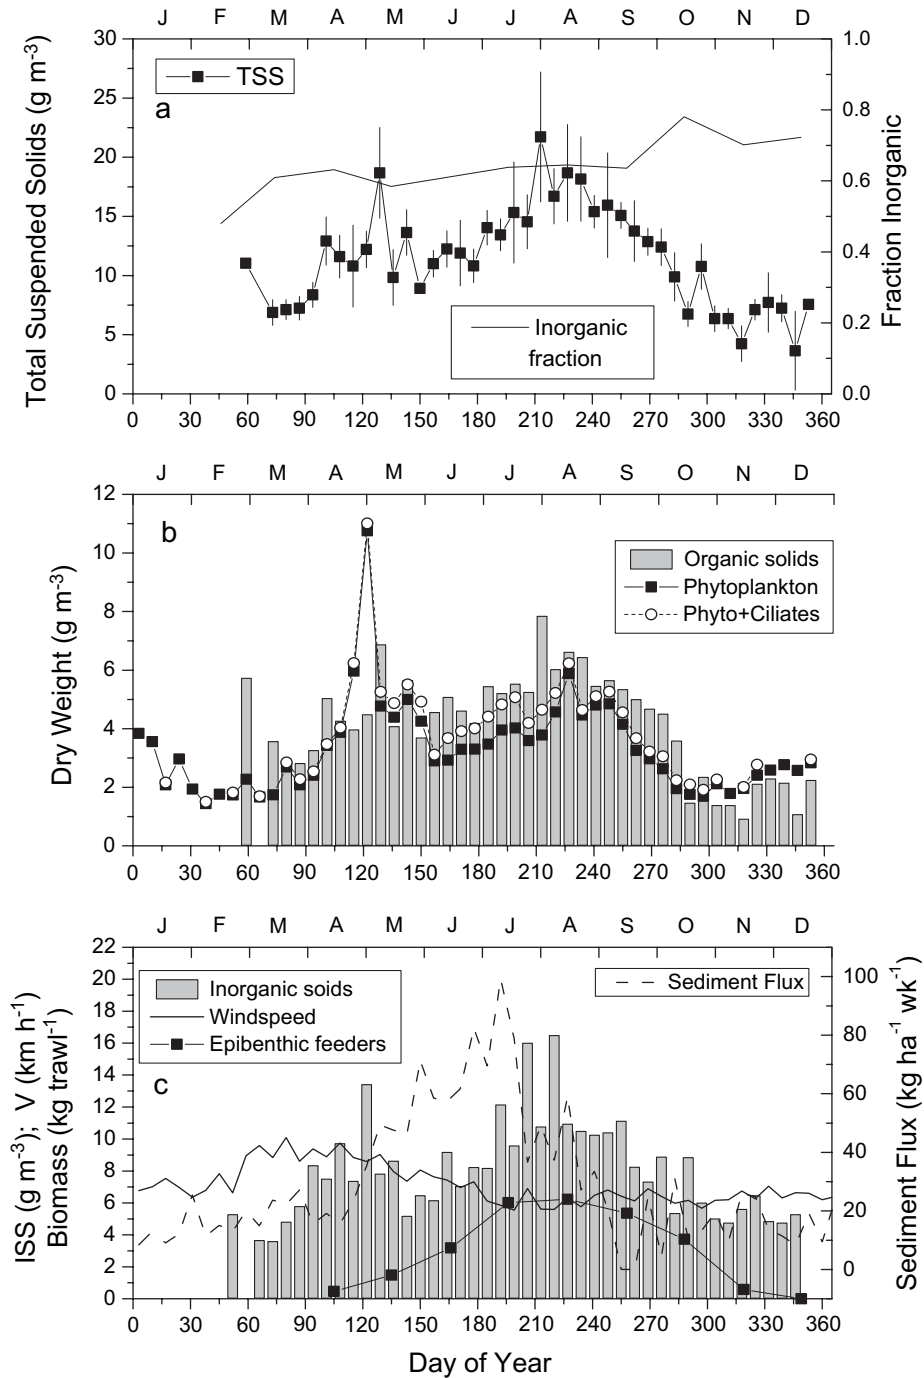 J F M A M J J A S O N D
30 25 20 15 10 5 0
Total Suspended Solids (g m-3)
1.0 0.8 0.6 0.4 0.2 0.0
Fraction Inorganic
TSS
a
Inorganic
fraction
0 30 60 90 120 150 180 210 240 270 300 330 360
J F M A M J J A S O N D
12 10 8 6 4 2 0
Dry Weight (g m-3)
b
Organic solids
Phytoplankton
Phyto+Ciliates
0 30 60 90 120 150 180 210 240 270 300 330 360
J F M A M J J A S O N D
22 20 18 16 14 12 10 8 6 4 2 0
ISS (g m-3); V (km h-1)
Biomass (kg trawl-1)
100 80 60 40 20 0
Sediment Flux (kg ha-1 wk-1)
Inorganic soids
Windspeed
Epibenthic feeders
Sediment Flux
c
0 30 60 90 120 150 180 210 240 270 300 330 360
Day of Year